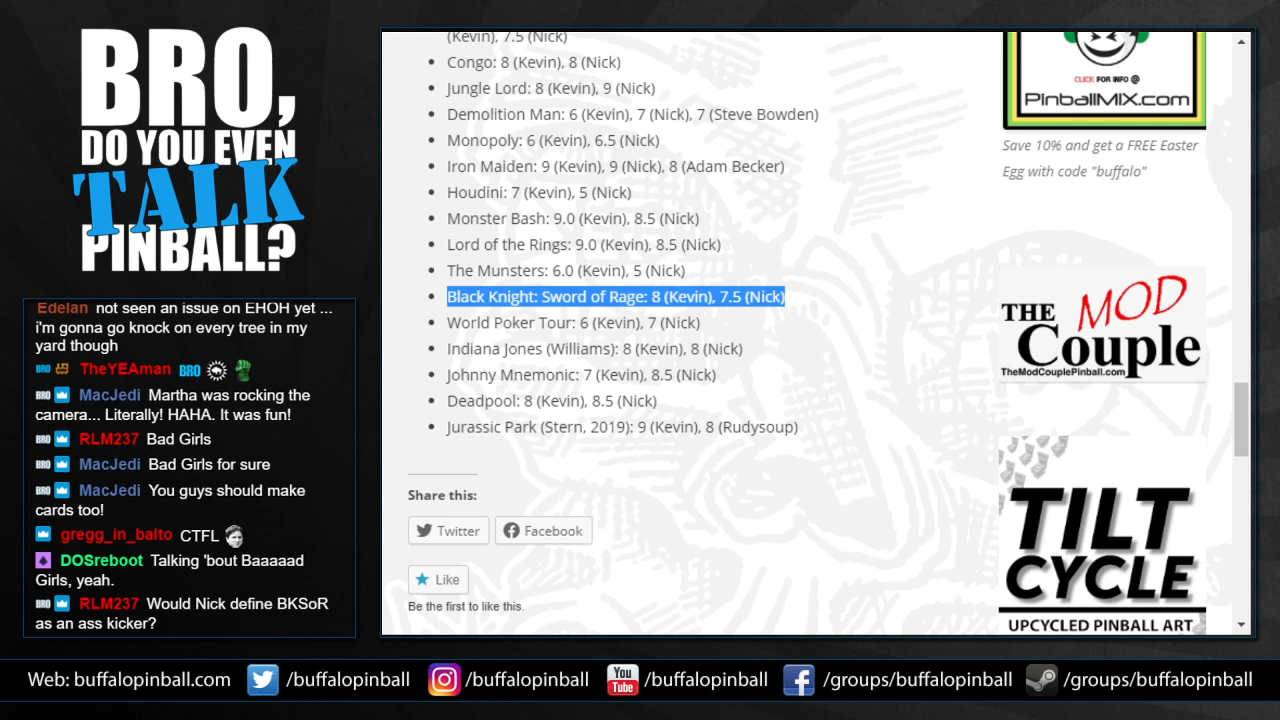 BRO,
DO YOU EVEN
TALK
PINBALL?
Edelan not seen an issue on EHOH yet ...
i'm gonna go knock on every tree in my
yard though
BRO TheYEAman BRO
BRO MacJedi Martha was rocking the
camera... Literally! HAHA. It was fun!
BRO RLM237 Bad Girls
BRO MacJedi Bad Girls for sure
BRO MacJedi You guys should make
cards too!
gregg_in_balto CTFL
DOSreboot Talking 'bout Baaaaad
Girls, yeah.
BRO RLM237 Would Nick define BKSoR
as an ass kicker?
(Kevin), 7.5 (Nick)
• Congo: 8 (Kevin), 8 (Nick)
• Jungle Lord: 8 (Kevin), 9 (Nick)
• Demolition Man: 6 (Kevin), 7 (Nick), 7 (Steve Bowden)
• Monopoly: 6 (Kevin), 6.5 (Nick)
• Iron Maiden: 9 (Kevin), 9 (Nick), 8 (Adam Becker)
• Houdini: 7 (Kevin), 5 (Nick)
• Monster Bash: 9.0 (Kevin), 8.5 (Nick)
• Lord of the Rings: 9.0 (Kevin), 8.5 (Nick)
• The Munsters: 6.0 (Kevin), 5 (Nick)
• Black Knight: Sword of Rage: 8 (Kevin), 7.5 (Nick)
• World Poker Tour: 6 (Kevin), 7 (Nick)
• Indiana Jones (Williams): 8 (Kevin), 8 (Nick)
• Johnny Mnemonic: 7 (Kevin), 8.5 (Nick)
• Deadpool: 8 (Kevin), 8.5 (Nick)
• Jurassic Park (Stern, 2019): 9 (Kevin), 8 (Rudysoup)
Share this:
Twitter Facebook
Like
Be the first to like this.
CLICK FOR INFO @
PinballMIX.com
Save 10% and get a FREE Easter
Egg with code "buffalo"
THE MOD
Couple
TheModCouplePinball.com
TILT
CYCLE
UPCYCLED PINBALL ART
Web: buffalopinball.com /buffalopinball /buffalopinball You Tube /buffalopinball /groups/buffalopinball /groups/buffalopinball